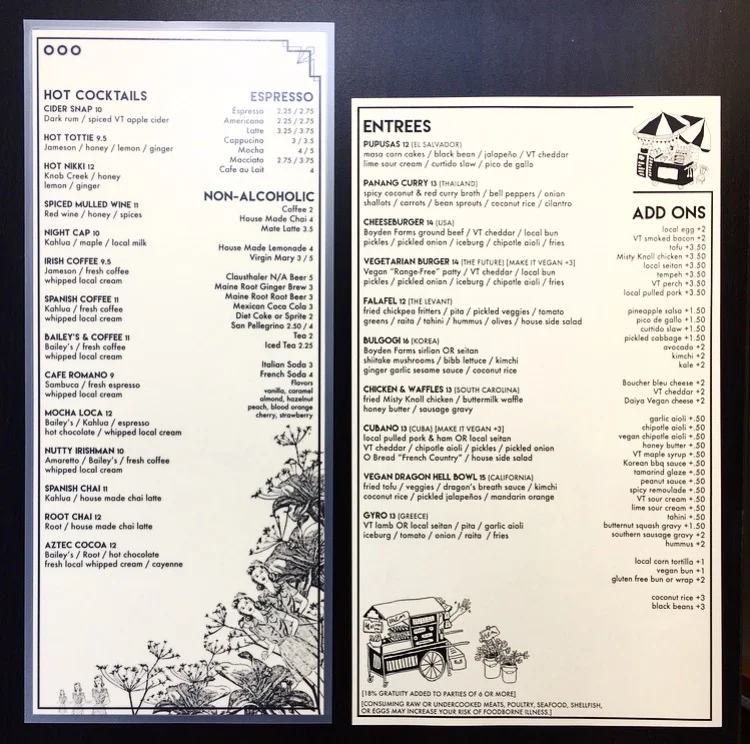 HOT COCKTAILS
CIDER SNAP 10
Dark rum / spiced VT apple cider
HOT TOTTIE 9.5
Jameson / honey / lemon / ginger
HOT NIKKI 12
Knob Creek / honey
lemon / ginger
SPICED MULLED WINE 11
Red wine / honey / spices
NIGHT CAP 10
Kahlua / maple / local milk
IRISH COFFEE 9.5
Jameson / fresh coffee
whipped local cream
SPANISH COFFEE 11
Kahlua / fresh coffee
whipped local cream
BAILEY'S & COFFEE 11
Bailey's / fresh coffee
whipped local cream
CAFE ROMANO 9
Sambuca / fresh espresso
whipped local cream
MOCHA LOCA 12
Bailey's / Kahlua / espresso
hot chocolate / whipped local cream
NUTTY IRISHMAN 10
Amaretto / Bailey's / fresh coffee
whipped local cream
SPANISH CHAI 11
Kahlua / house made chai latte
ROOT CHAI 12
Root / house made chai latte
AZTEC COCOA 12
Bailey's / Root / hot chocolate
fresh local whipped cream / cayenne
ESPRESSO
Espresso 2.25 / 2.75
Americano 2.25 / 2.75
Latte 3.25 / 3.75
Cappucino 3 / 3.5
Mocha 4 / 5
Macciato 2.75 / 3.75
Cafe au Lait 4
NON-ALCOHOLIC
Coffee 2
House Made Chai 4
Mate Latte 3.5
House Made Lemonade 4
Virgin Mary 3 / 5
Clausthaler N/A Beer 5
Maine Root Ginger Brew 3
Maine Root Root Beer 3
Mexican Coca Cola 3
Diet Coke or Sprite 2
San Pellegrino 2.50 / 4
Tea 2
Iced Tea 2.25
Italian Soda 3
French Soda 4
Flavors
vanilla, caramel
almond, hazelnut
peach, blood orange
cherry, strawberry
ENTREES
PUPUSAS 12 (EL SALVADOR)
masa corn cakes / black bean / jalapeño / VT cheddar
lime sour cream / curtido slaw / pico de gallo
PANANG CURRY 13 (THAILAND)
spicy coconut & red curry broth / bell peppers / onion
shallots / carrots / bean sprouts / coconut rice / cilantro
CHEESEBURGER 14 (USA)
Boyden Farms ground beef / VT cheddar / local bun
pickles / pickled onion / iceburg / chipotle aioli / fries
VEGETARIAN BURGER 14 (THE FUTURE) [MAKE IT VEGAN +3]
Vegan "Range-Free" patty / VT cheddar / local bun
pickles / pickled onion / iceburg / chipotle aioli / fries
FALAFEL 12 (THE LEVANT)
fried chickpea fritters / pita / pickled veggies / tomato
greens / raita / tahini / hummus / olives / house side salad
BULGOGI 16 (KOREA)
Boyden Farms sirlion OR seitan
shiitake mushrooms / bibb lettuce / kimchi
ginger garlic sesame sauce / coconut rice
CHICKEN & WAFFLES 13 (SOUTH CAROLINA)
fried Misty Knoll chicken / buttermilk waffle
honey butter / sausage gravy
CUBANO 13 (CUBA) [MAKE IT VEGAN +3]
local pulled pork & ham OR local seitan
VT cheddar / chipotle aioli / pickles / pickled onion
O Bread "French Country" / house side salad
VEGAN DRAGON HELL BOWL 15 (CALIFORNIA)
fried tofu / veggies / dragon's breath sauce / kimchi
coconut rice / pickled jalapeños / mandarin orange
GYRO 13 (GREECE)
VT lamb OR local seitan / pita / garlic aioli
iceburg / tomato / onion / raita / fries
[18% GRATUITY ADDED TO PARTIES OF 6 OR MORE]
[CONSUMING RAW OR UNDERCOOKED MEATS, POULTRY, SEAFOOD, SHELLFISH,
OR EGGS MAY INCREASE YOUR RISK OF FOODBORNE ILLNESS.]
ADD ONS
local egg +2
VT smoked bacon +2
tofu +3.50
Misty Knoll chicken +3.50
local seiton +3.50
tempeh +3.50
VT perch +3.50
local pulled pork +3.50
pineapple salsa +1.50
pico de gallo +1.50
curtido slaw +1.50
pickled cabbage +1.50
avocado +2
kimchi +2
kale +2
Boucher bleu cheese +2
VT cheddar +2
Daiya Vegan cheese +2
garlic aioli +.50
chipotle aioli +.50
vegan chipotle aioli +.50
honey butter +.50
VT maple syrup +.50
Korean bbq sauce +.50
tamarind glaze +.50
peanut sauce +.50
spicy remoulade +.50
VT sour cream +.50
lime sour cream +.50
tahini +.50
butternut squash gravy +1.50
southern sausage gravy +2
hummus +2
local corn tortilla +1
vegan bun +1
gluten free bun or wrap +2
coconut rice +3
black beans +3